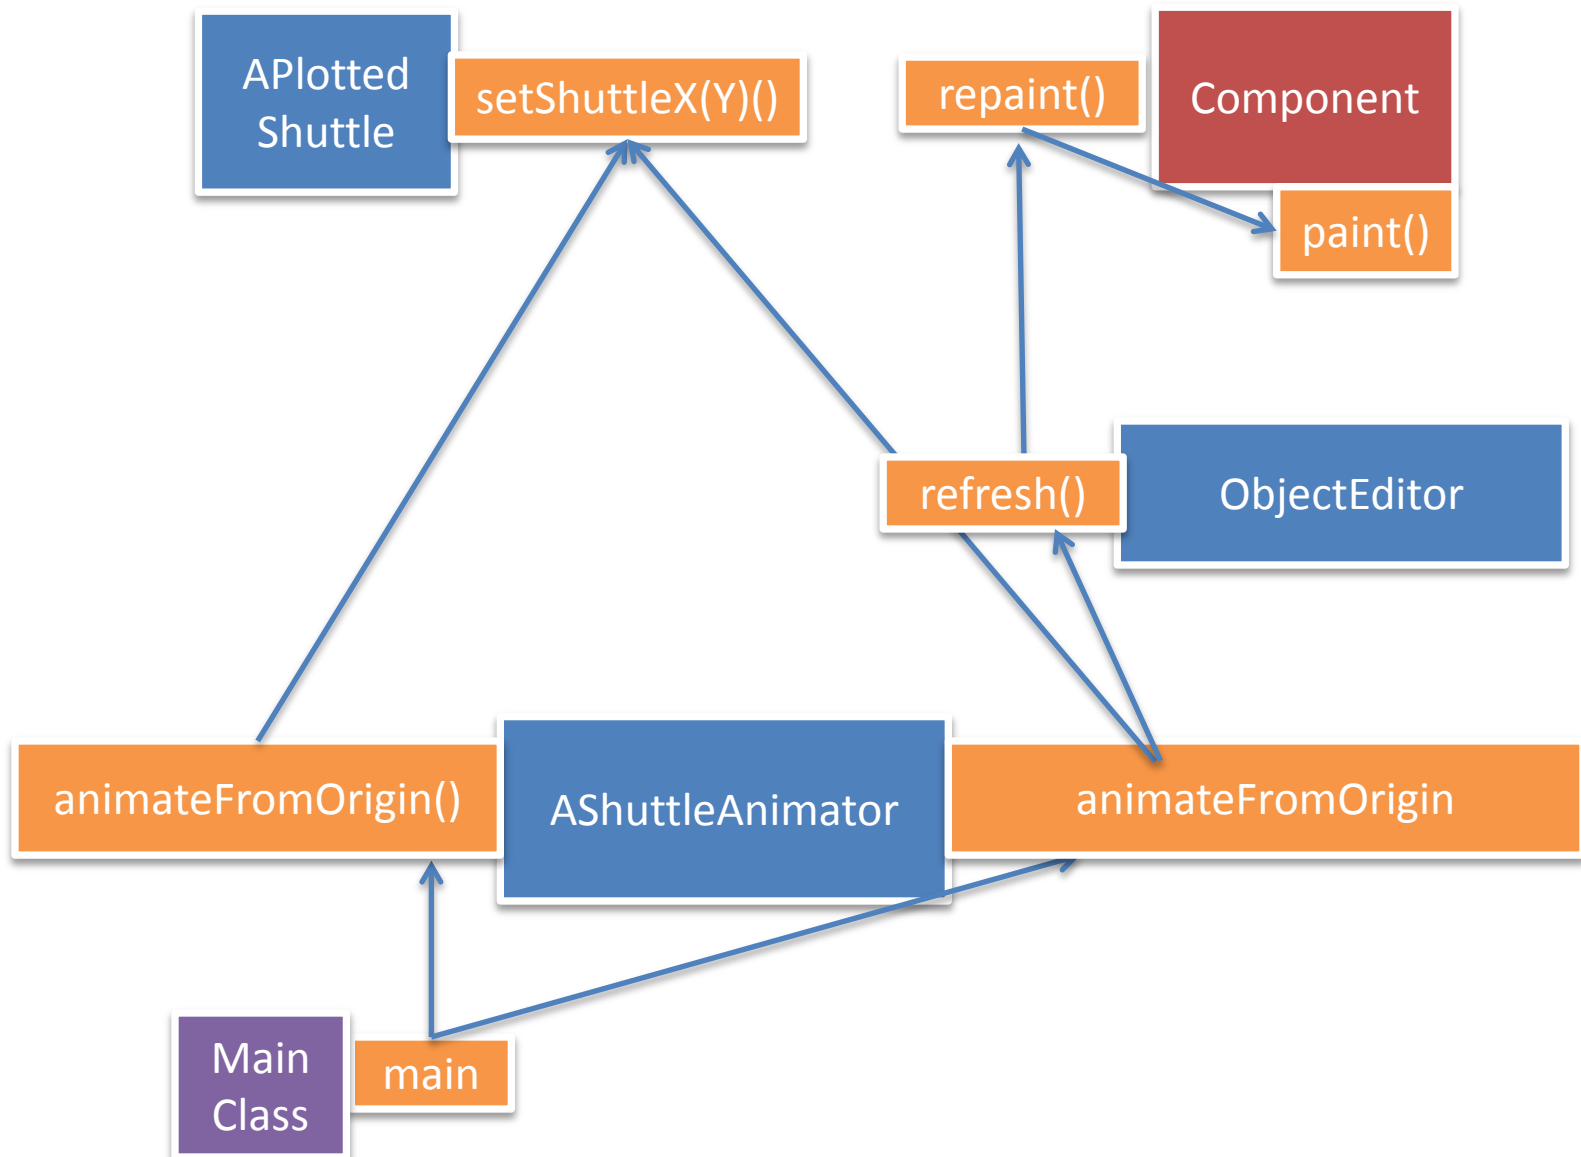 APlotted
Shuttle
setShuttleX(Y)()
repaint()
Component
paint()
refresh()
ObjectEditor
animateFromOrigin()
AShuttleAnimator
animateFromOrigin
Main
Class
main